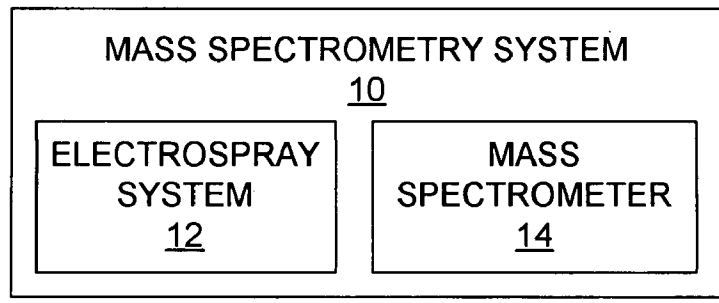 MASS SPECTROMETRY SYSTEM
10
ELECTROSPRAY
SYSTEM
12
MASS
SPECTROMETER
14